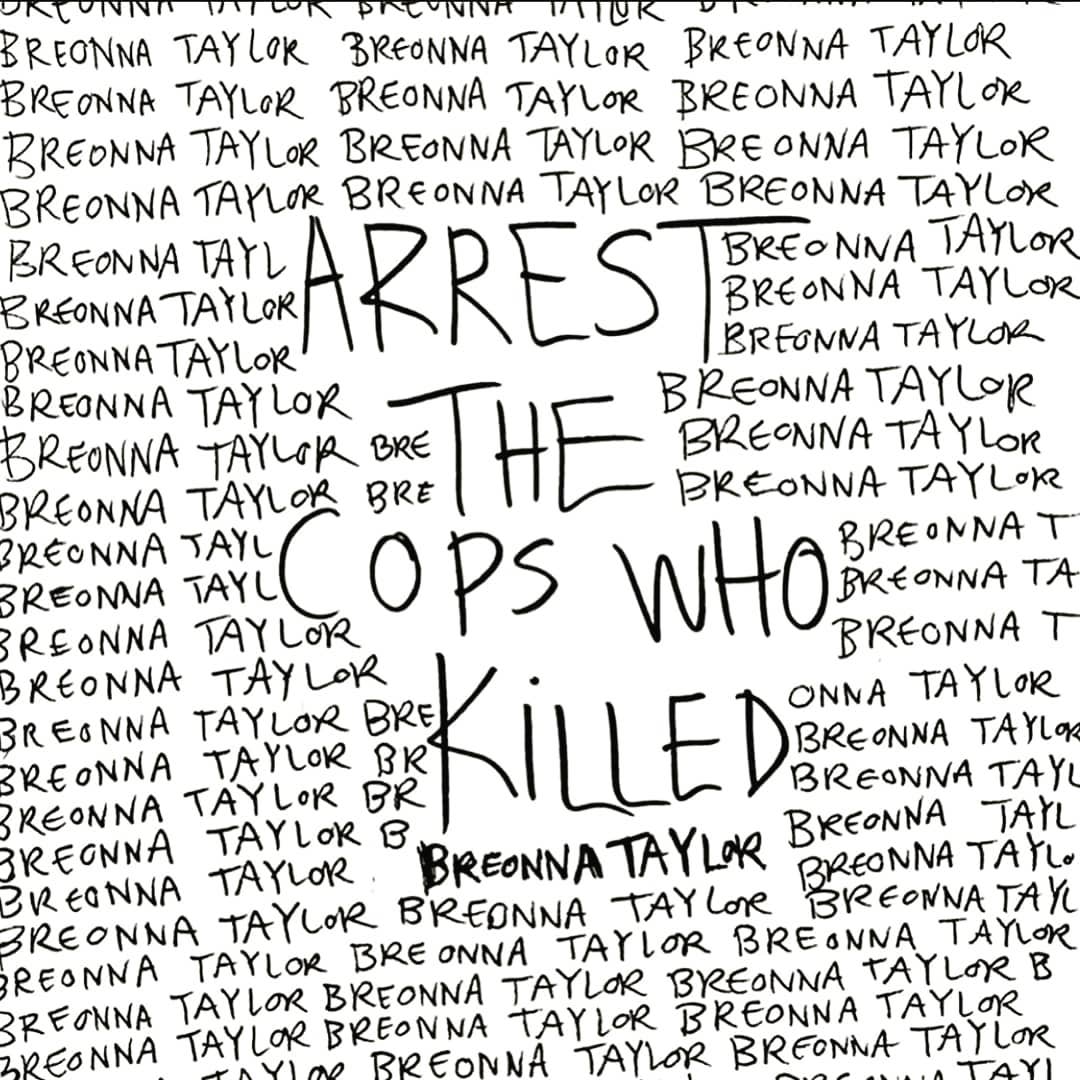 BREONNA TAYLOR BREONNA TAYLOR
BREONNA TAYLOR BREONNA TAYLOR BREONNA TAYLOR
BREONNA TAYLOR BREONNA TAYLOR BREONNA TAYLOR
BREONNA TAYLOR BREONNA TAYLOR BREONNA TAYLOR
BREONNA TAYLOR BREONNA TAYLOR BREONNA TAYLOR
BREONNA TAYL BREONNA TAYLOR
BREONNA TAYLOR ARREST BREONNA TAYLOR
BREONNA TAYLOR BREONNA TAYLOR
BREONNA TAYLOR BREONNA TAYLOR
BREONNA TAYLOR BRE THE BREONNA TAYLOR
BREONNA TAYLOR BRE BREONNA TAYLOR
BREONNA TAYL BREONNA T
BREONNA TAYL COPS WHO BREONNA TA
BREONNA TAYLOR BREONNA T
BREONNA TAYLOR ONNA TAYLOR
BREONNA TAYLOR BRE KiLLED BREONNA TAYLOR
BREONNA TAYLOR BR BREONNA TAYL
BREONNA TAYLOR BR BREONNA TAYL
BREONNA TAYLOR B BREONNA TAYLOR BREONNA TAYL
BREONNA TAYLOR BREONNA TAYL
BREONNA TAYLOR BREONNA TAYLOR BREONNA TAYLOR
BREONNA TAYLOR BREONNA TAYLOR BREONNA TAYLOR B
BREONNA TAYLOR BREONNA TAYLOR BREONNA TAYLOR
BREONNA TAYLOR BREONNA TAYLOR BREONNA TAYLOR
TAYLOR BREONNA TAYLOR BREONNA TAYLOR